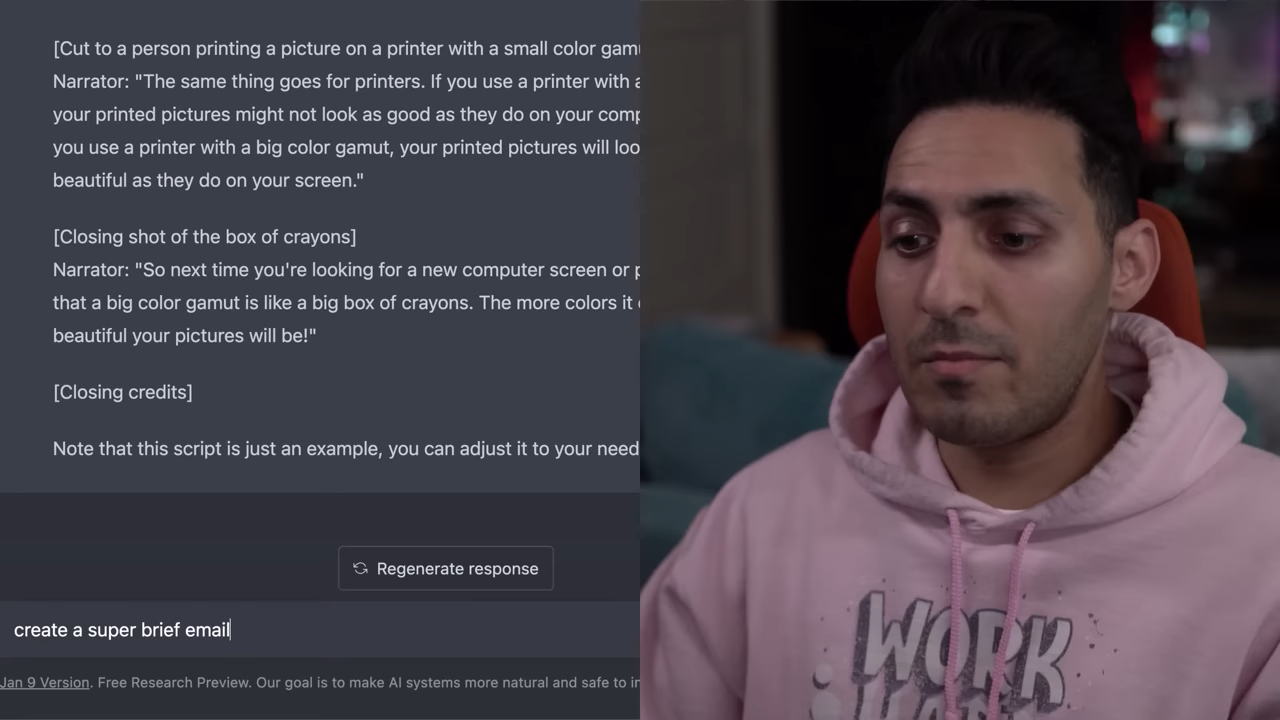 [Cut to a person printing a picture on a printer with a small color
Narrator: "The same thing goes for printers. If you use a printer with
your printed pictures might not look as good as they do on your
you use a printer with a big color gamut, your printed pictures will
beautiful as they do on your screen."
[Closing shot of the box of crayons]
Narrator: "So next time you're looking for a new computer screen or
that a big color gamut is like a big box of crayons. The more colors it
beautiful your pictures will be!"
[Closing credits]
Note that this script is just an example, you can adjust it to your
Regenerate response
create a super brief email
Jan 9 Version. Free Research Preview. Our goal is to make AI systems more natural and safe to
WORK
HARD